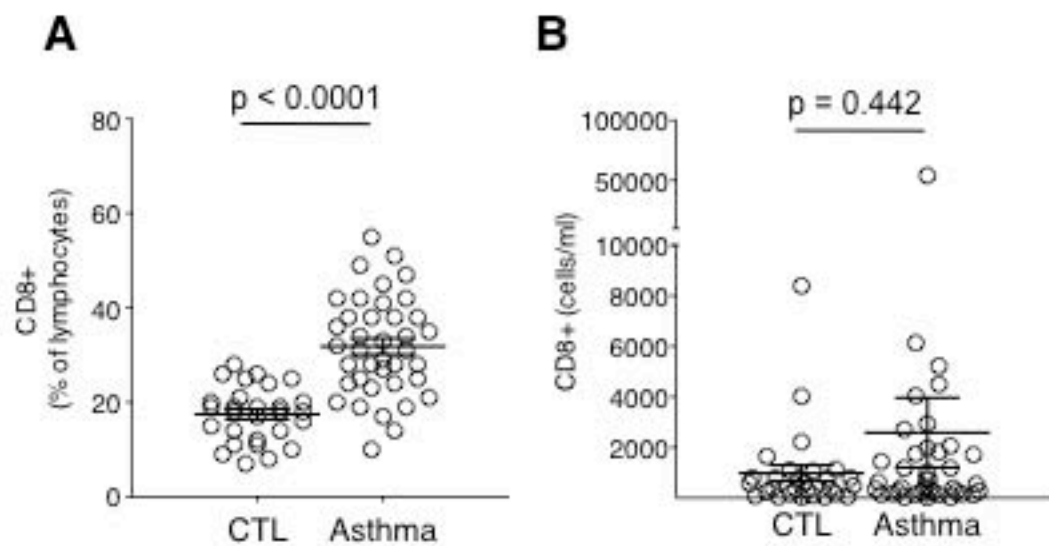 A
p < 0.0001
CD8+
(% of lymphocytes)
80
60
40
20
0
CTL
Asthma
B
p = 0.442
CD8+ (cells/ml)
100000
50000
10000
8000
6000
4000
2000
CTL
Asthma